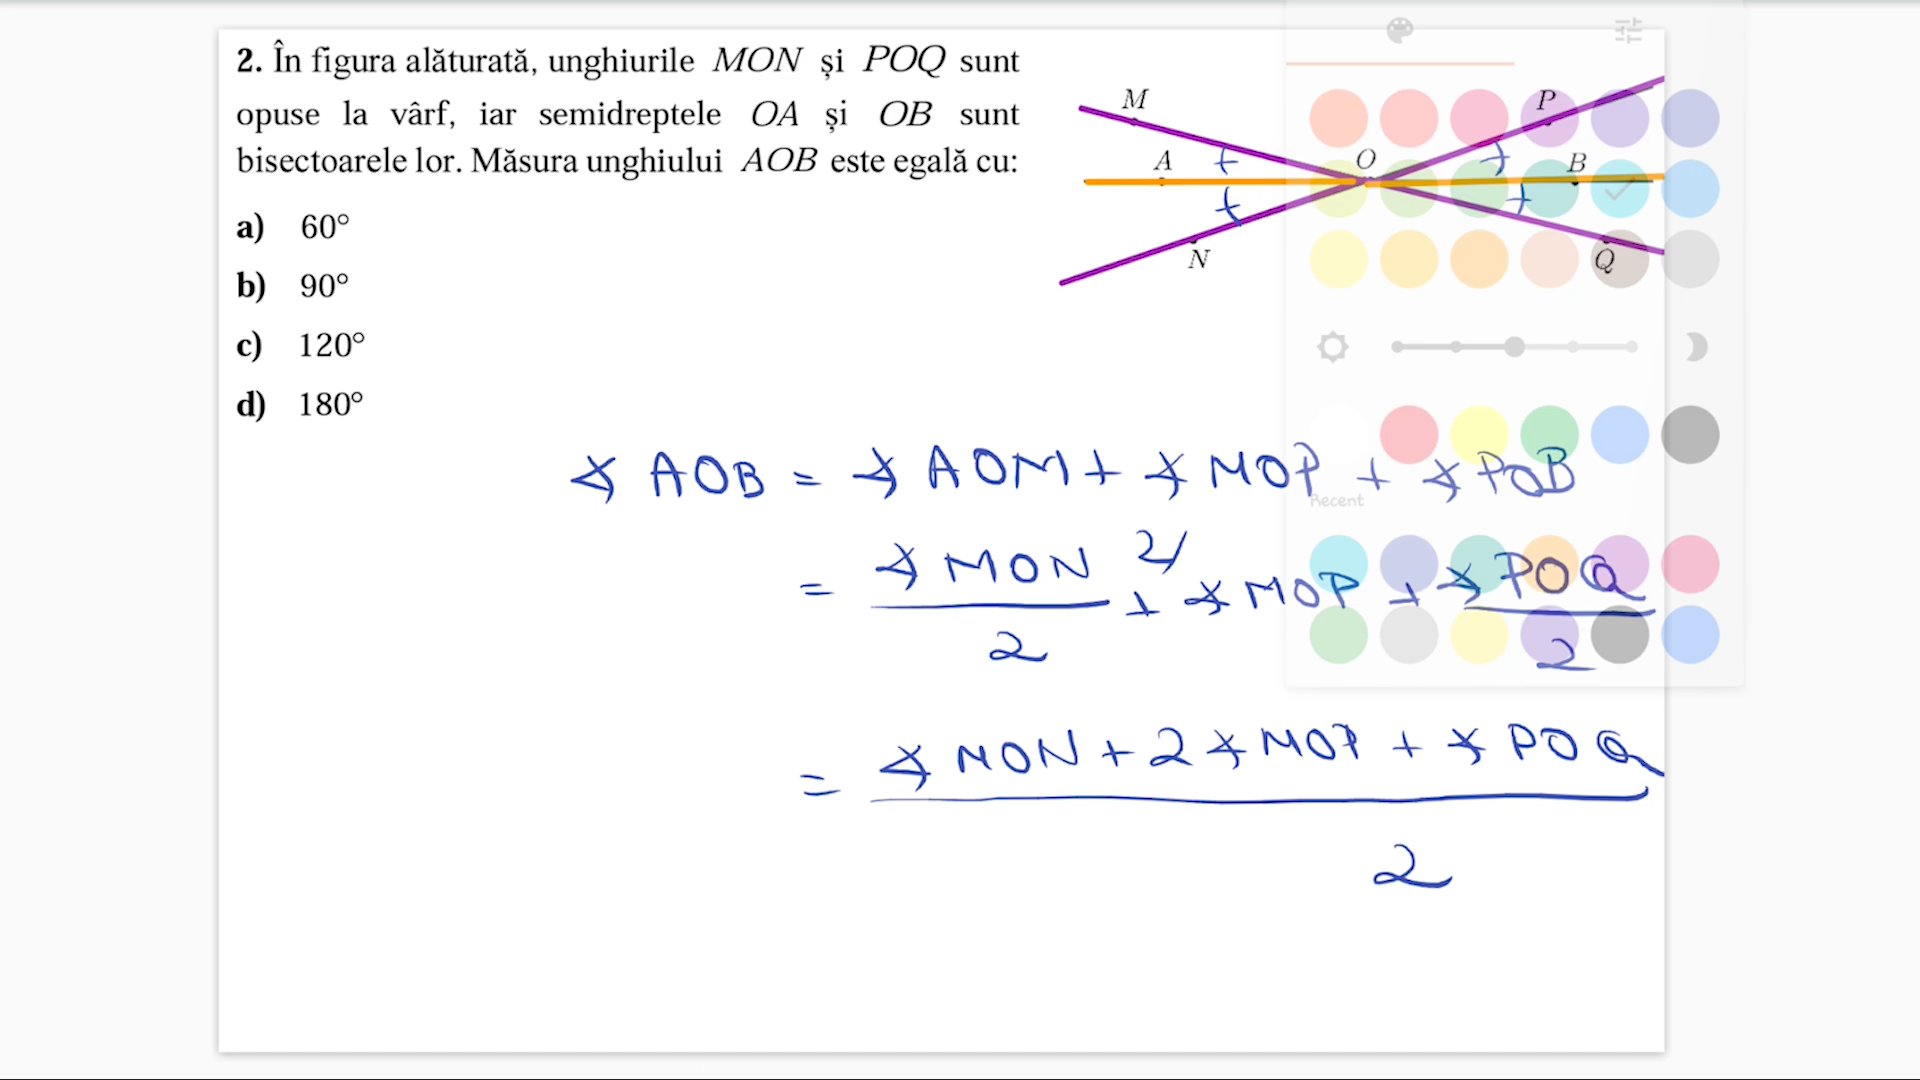 2. În figura alăturată, unghiurile MON și POQ sunt
opuse la vârf, iar semidreptele OA și OB sunt
bisectoarele lor. Măsura unghiului AOB este egală cu:
a) 60°
b) 90°
c) 120°
d) 180°
M
P
A
O
B
N
Q
∢ AOB = ∢ AOM + ∢ MOP + ∢ POB
Recent
= ∢ MON / 2 2/ + ∢ MOP + ∢ POQ / 2
= ∢ MON + 2 ∢ MOP + ∢ POQ
2